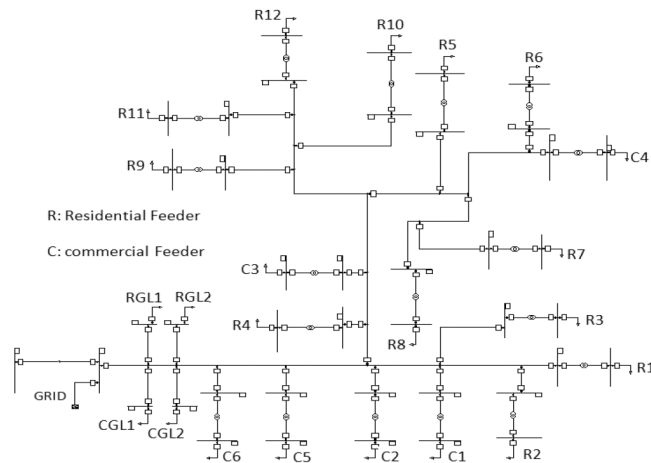 R12
R10
R5
R6
R11
R9
C4
R: Residential Feeder
C: commercial Feeder
C3
R7
RGL1
RGL2
R4
R3
R8
R1
GRID
CGL1
CGL2
C6
C5
C2
C1
R2